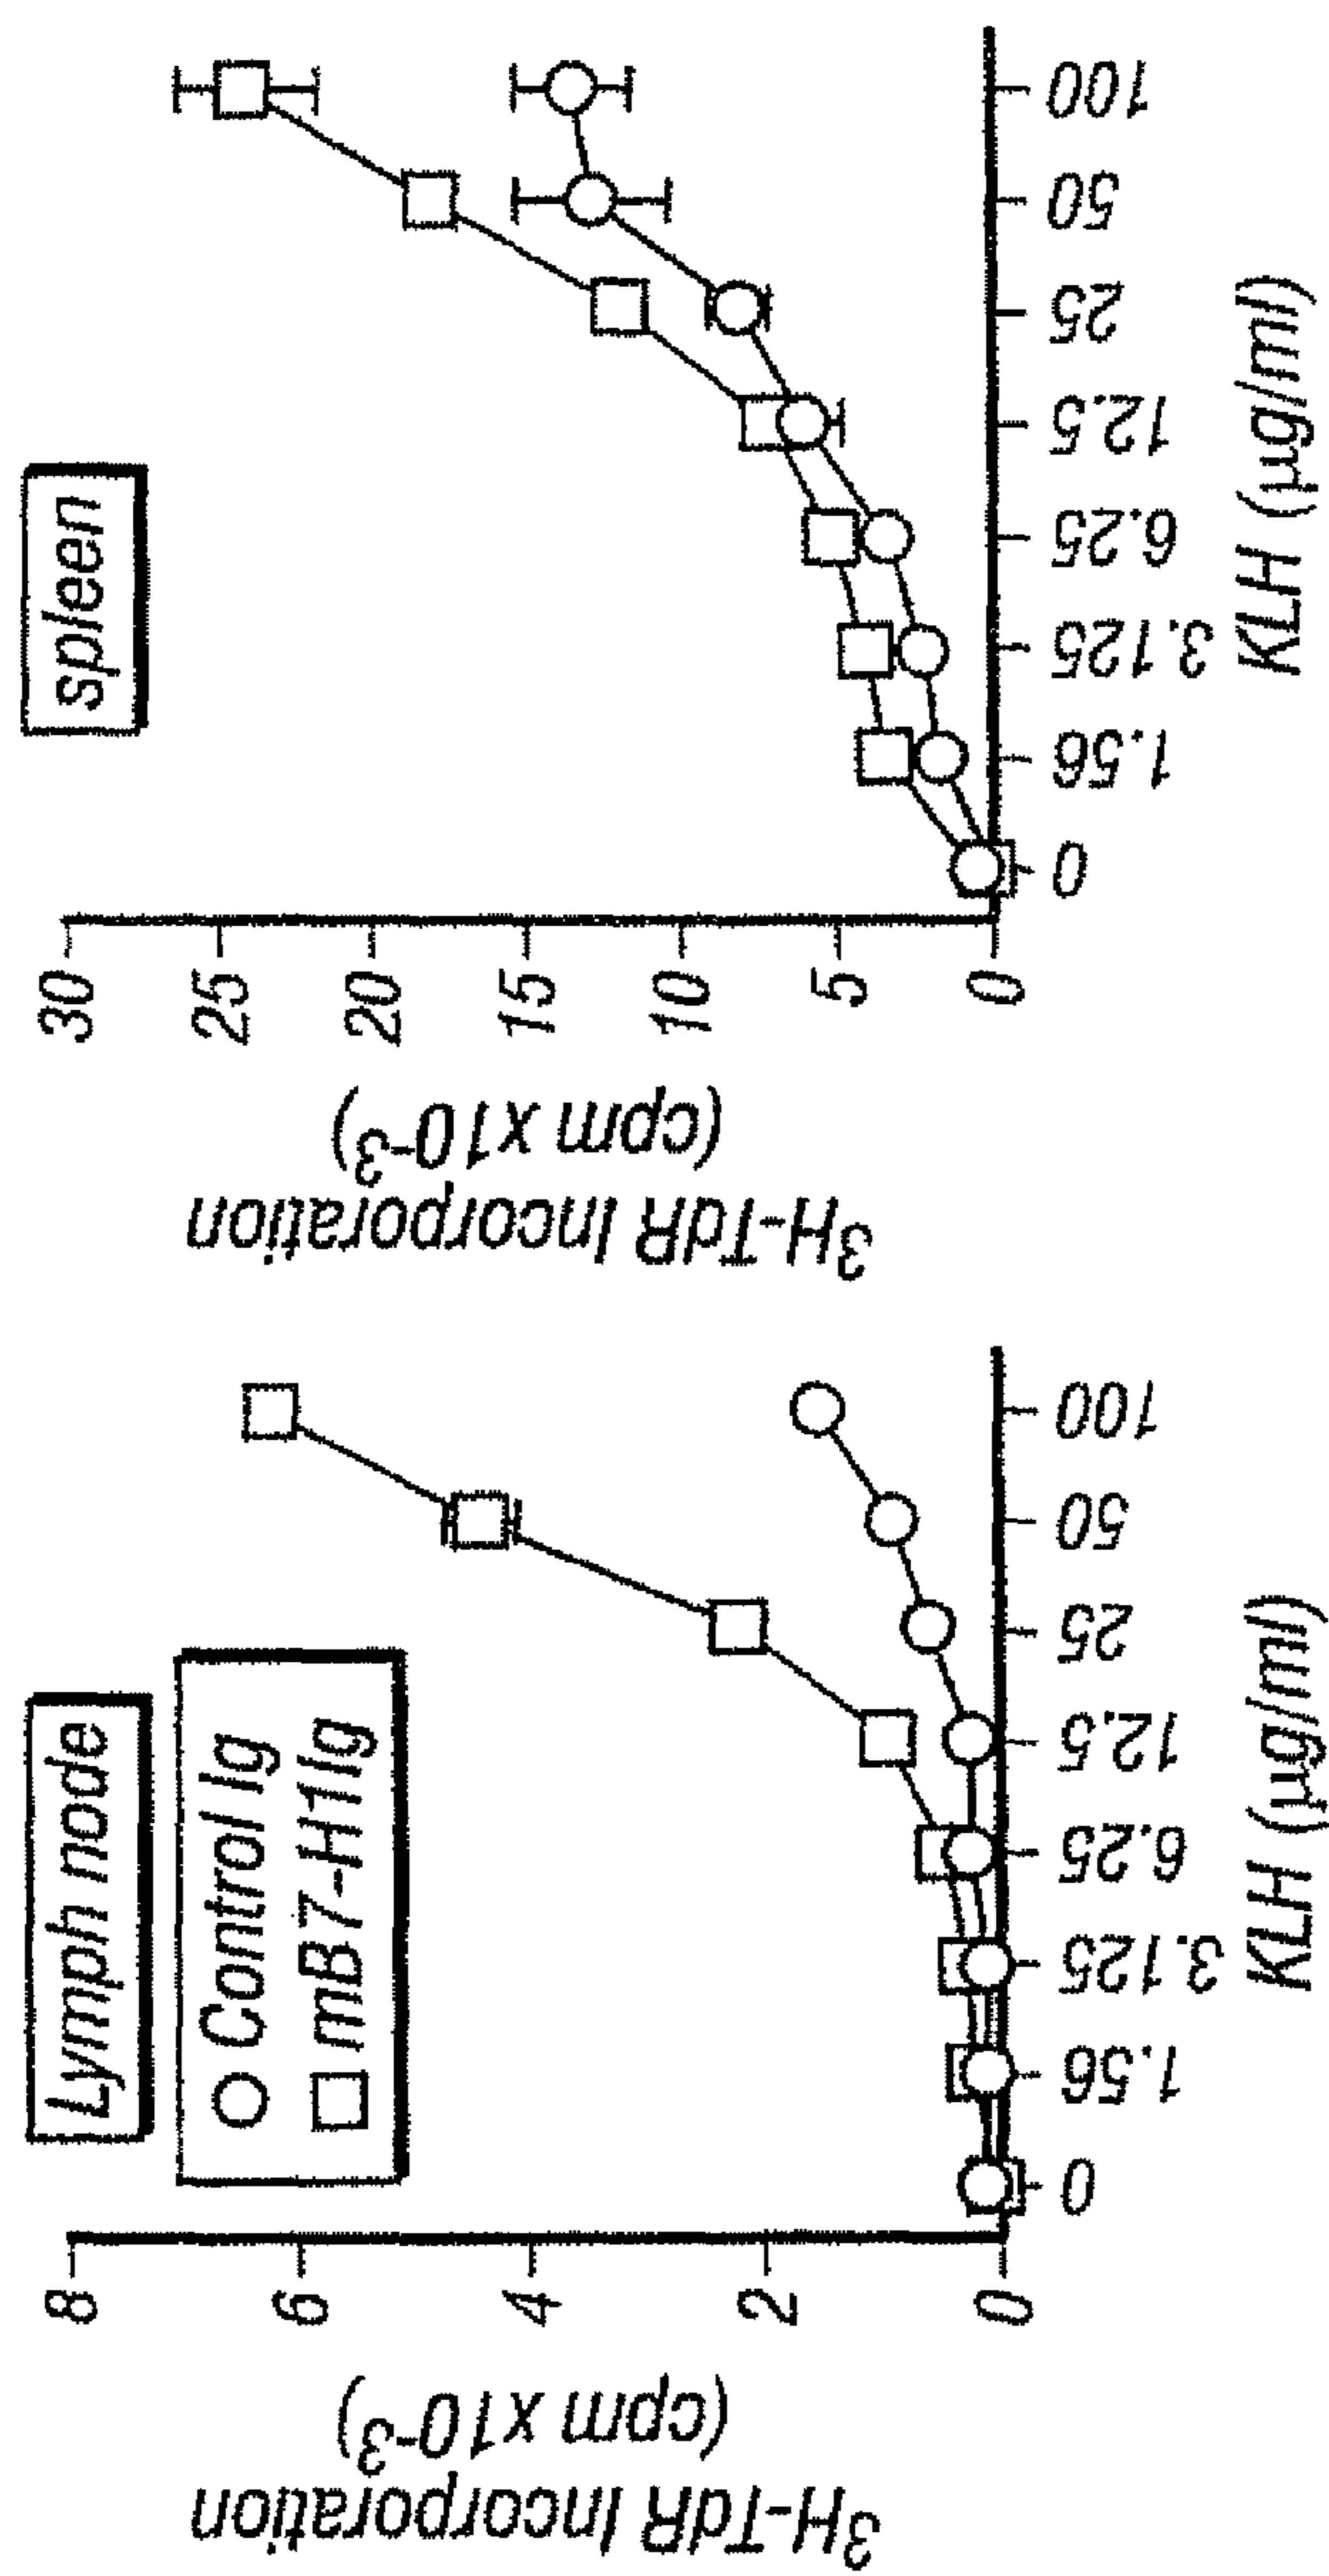 Lymph node
Control Ig
mB7-H1Ig
3H-TdR Incorporation
(cpm x10-3)
8
6
4
2
0
0
1.56
3.125
6.25
12.5
25
50
100
KLH (µg/ml)
spleen
3H-TdR Incorporation
(cpm x10-3)
30
25
20
15
10
5
0
0
1.56
3.125
6.25
12.5
25
50
100
KLH (µg/ml)